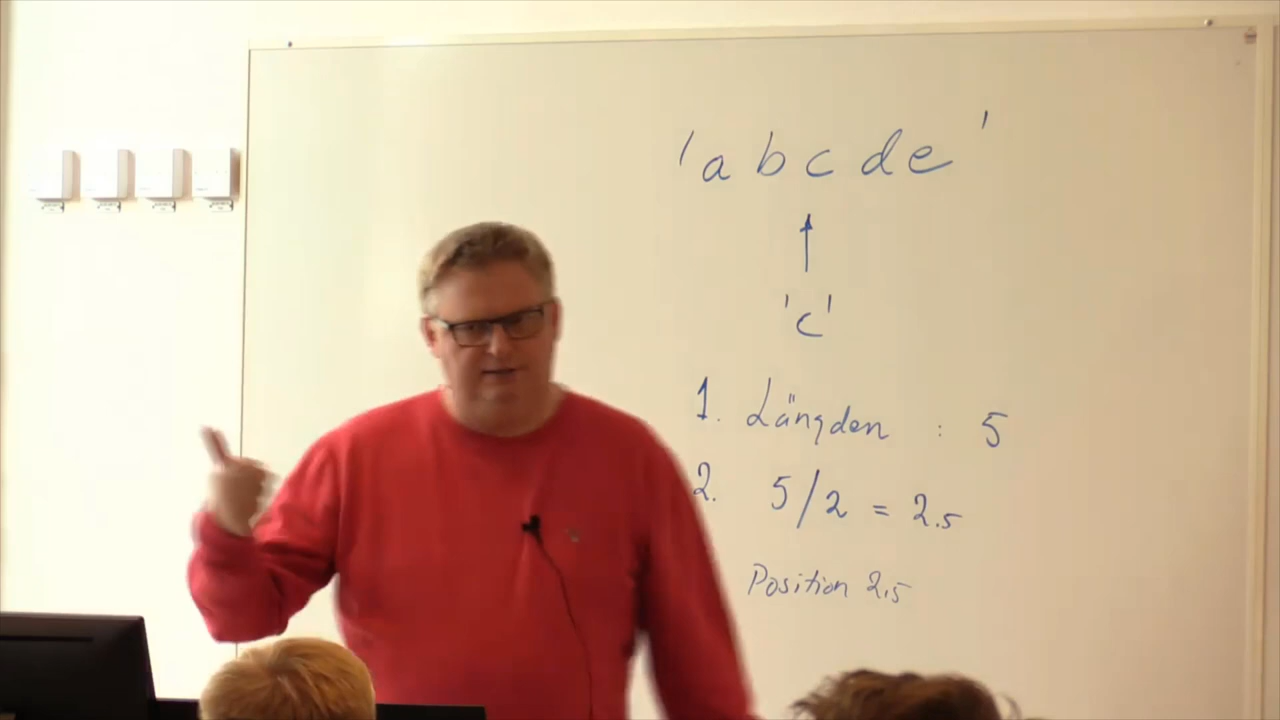 'abcde'
'c'
1. Längden : 5
2. 5/2 = 2.5
Position 2.5